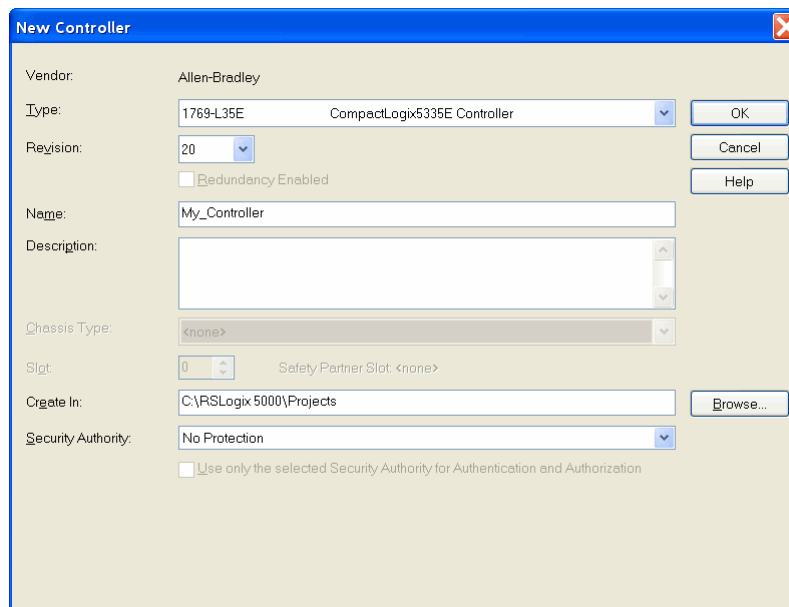 New Controller
Vendor: Allen-Bradley
Type: 1769-L35E CompactLogix5335E Controller OK
Revision: 20 Cancel
Redundancy Enabled Help
Name: My_Controller
Description:
Chassis Type: <none>
Slot: 0 Safety Partner Slot: <none>
Create In: C:\RSLogix 5000\Projects Browse...
Security Authority: No Protection
Use only the selected Security Authority for Authentication and Authorization